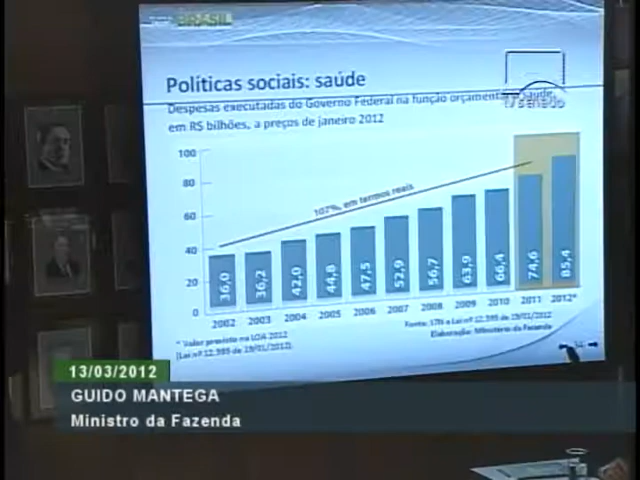 BRASIL
Políticas sociais: saúde
Despesas executadas do Governo Federal na função orçamentária saúde,
em R$ bilhões, a preços de janeiro 2012
TV SENADO
100
80
60
40
20
0
107%, em termos reais
36,0 36,2 42,0 44,8 47,5 52,9 56,7 63,9 66,4 74,6 85,4
2002 2003 2004 2005 2006 2007 2008 2009 2010 2011 2012*
* Valor previsto na LOA 2012
(Lei nº 12.595 de 19/01/2012).
Fonte: STN e Lei nº 12.595 de 19/01/2012
Elaboração: Ministério da Fazenda
13/03/2012
GUIDO MANTEGA
Ministro da Fazenda